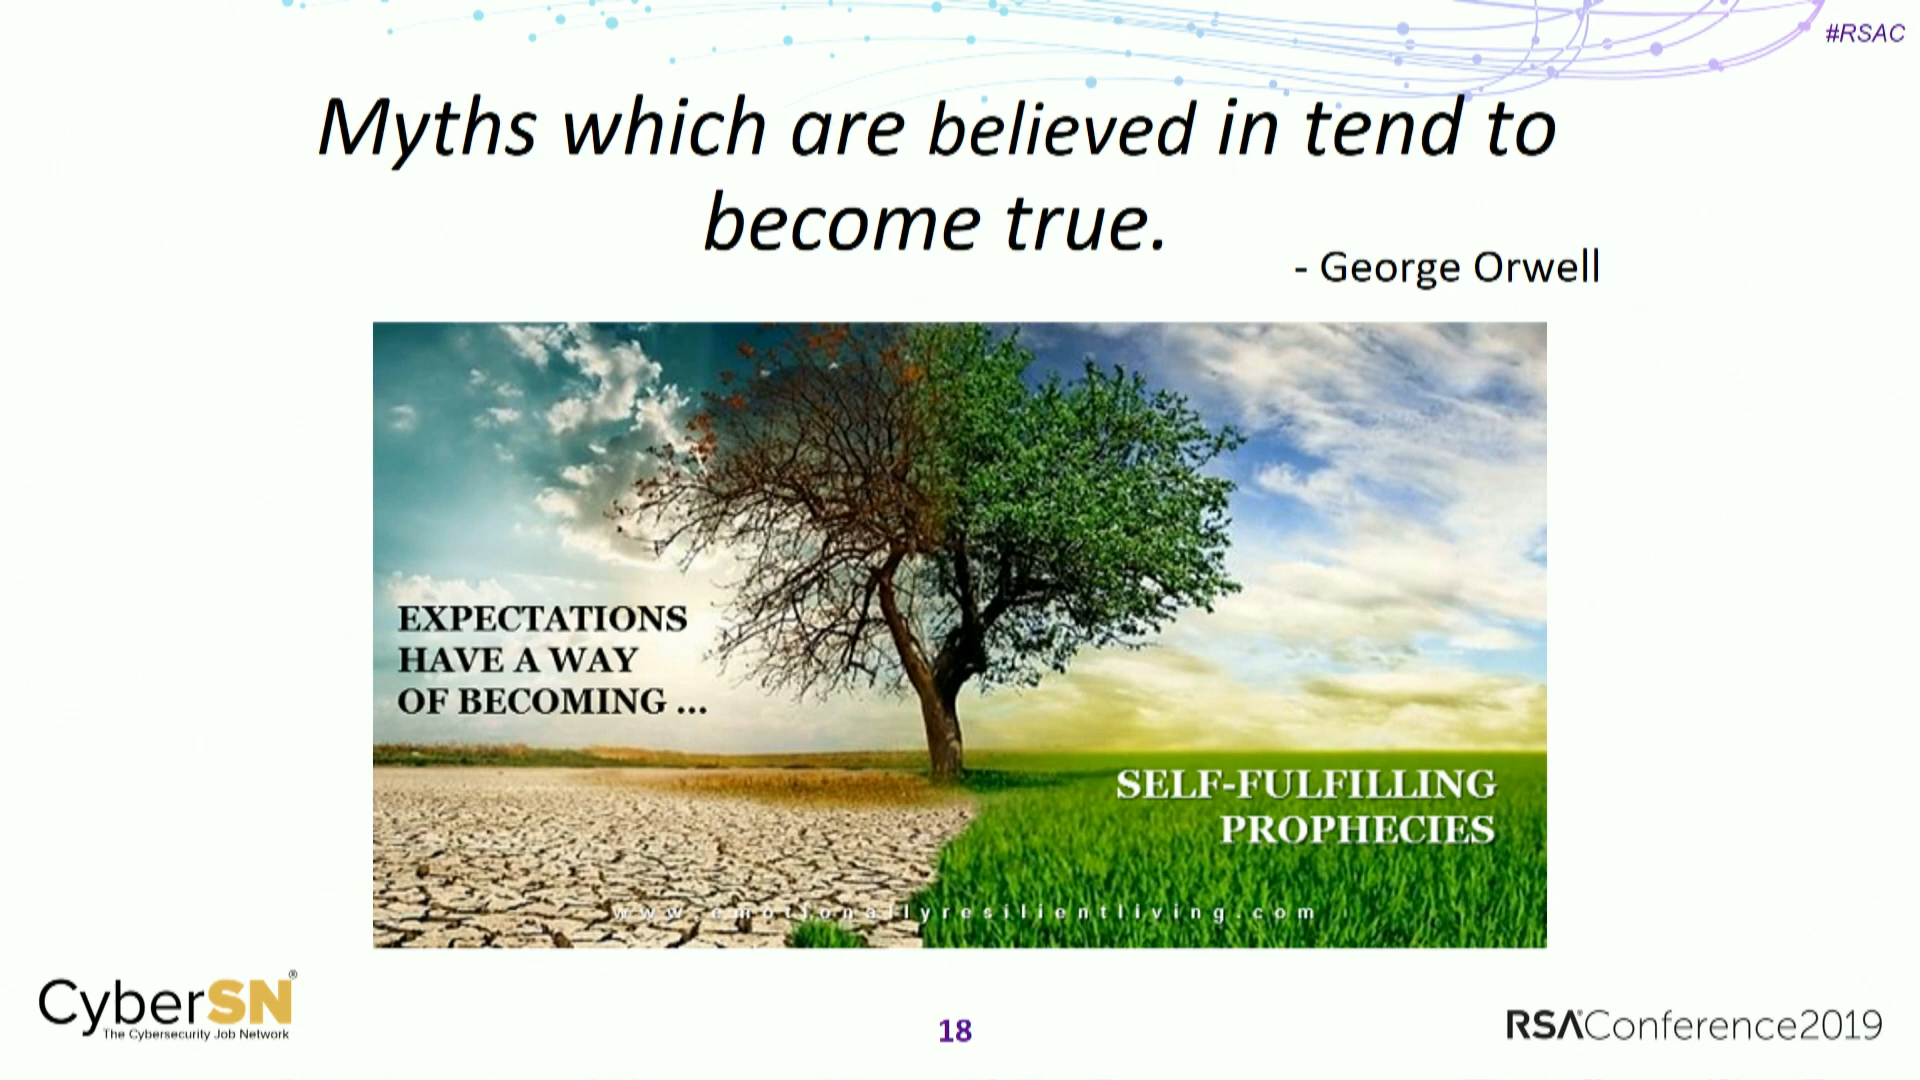 #RSAC
Myths which are believed in tend to
become true.
- George Orwell
EXPECTATIONS
HAVE A WAY
OF BECOMING ...
SELF-FULFILLING
PROPHECIES
www.emotionallyresilientliving.com
CyberSN®
The Cybersecurity Job Network
18
RSAConference2019